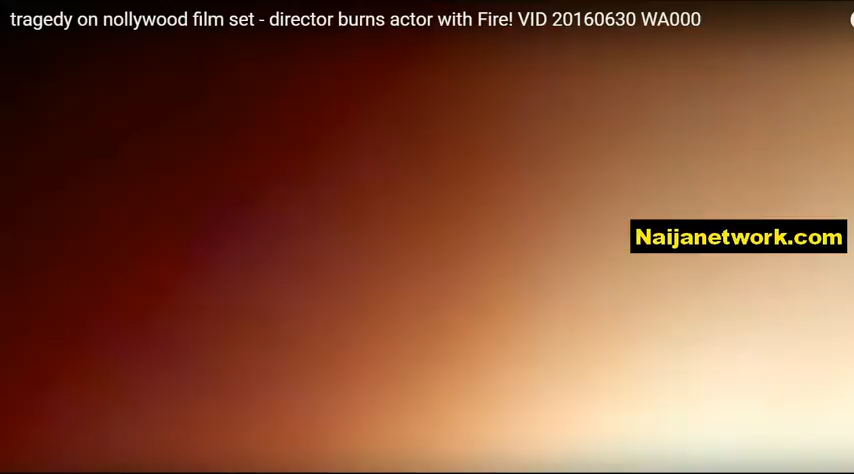 tragedy on nollywood film set - director burns actor with Fire! VID 20160630 WA000
Naijanetwork.com